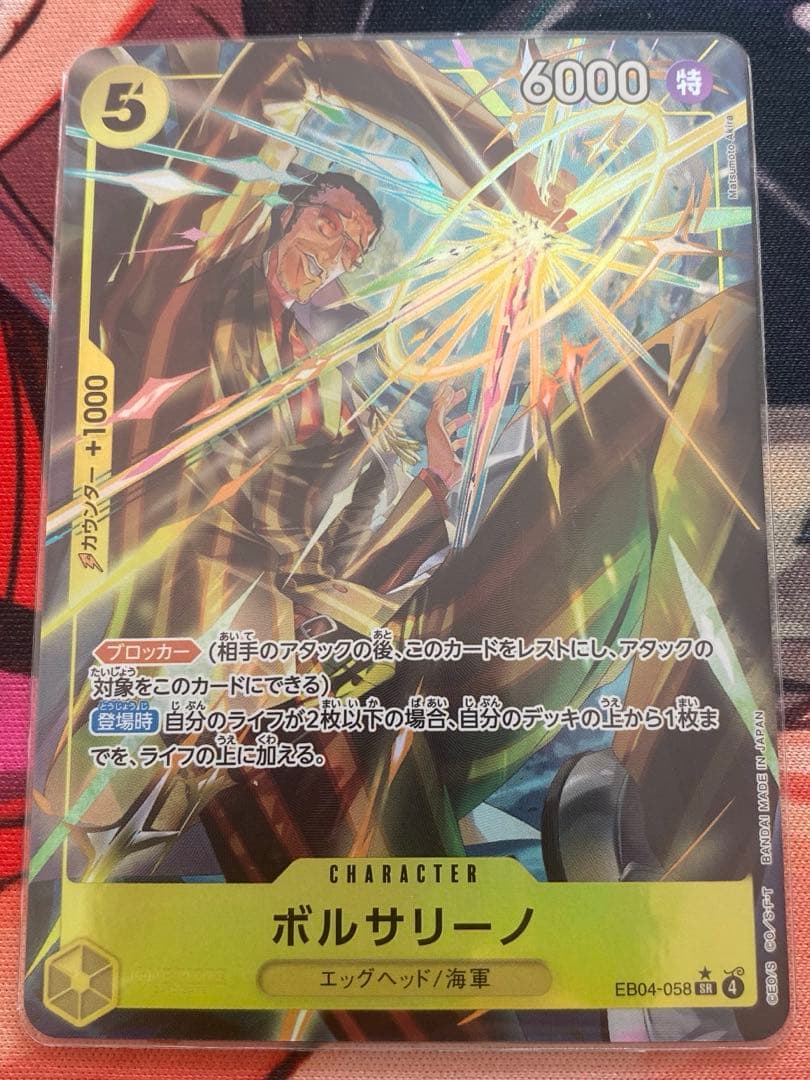 5
6000 特
Matsumoto Akira
カウンター +1000
ブロッカー (相手のアタックの後、このカードをレストにし、アタックの
対象をこのカードにできる)
登場時 自分のライフが2枚以下の場合、自分のデッキの上から1枚ま
でを、ライフの上に加える。
CHARACTER
ボルサリーノ
エッグヘッド/海軍
EB04-058 SR 4
©EO/S ©O/S・F・T BANDAI MADE IN JAPAN